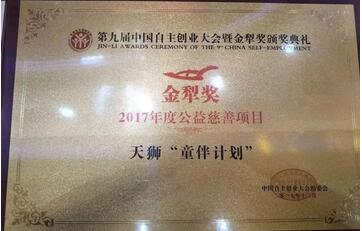 第九届中国自主创业大会暨金犁奖颁奖典礼
JIN-LI AWARDS CEREMONY OF THE 9th CHINA SELF-EMPLOYMENT
金犁奖
2017年度公益慈善项目
天狮“童伴计划”
中国自主创业大会组委会